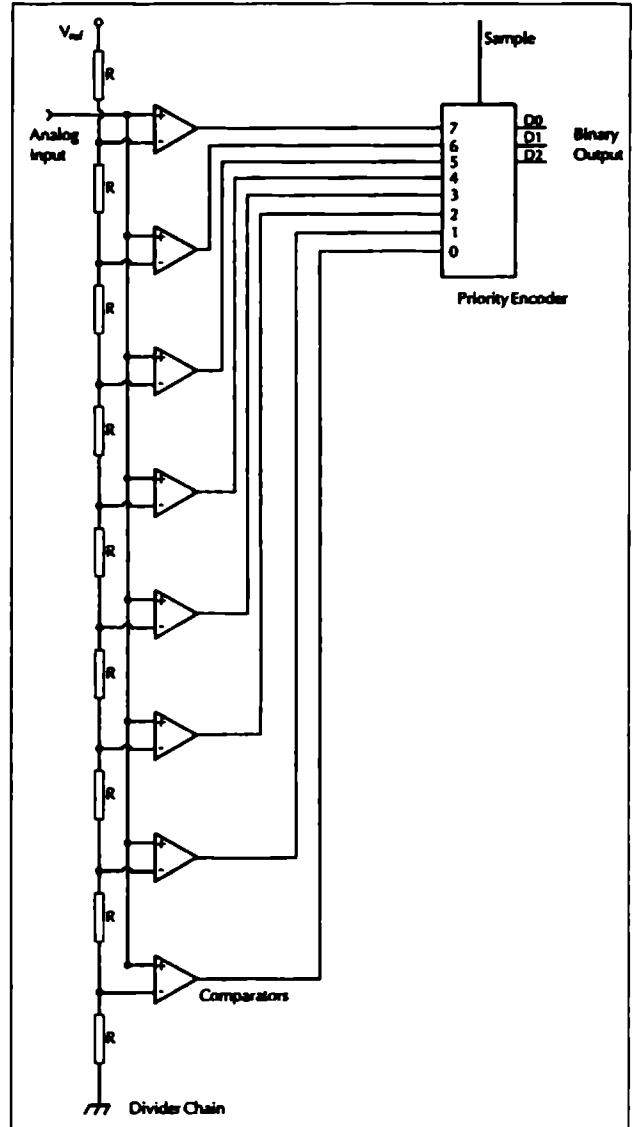 Vref
Sample
R
Analog
Input
+
-
7
6
5
4
3
2
1
0
D0
D1
D2
Binary
Output
R
+
-
Priority Encoder
R
+
-
R
+
-
R
+
-
R
+
-
R
+
-
R
+
-
Comparators
R
Divider Chain